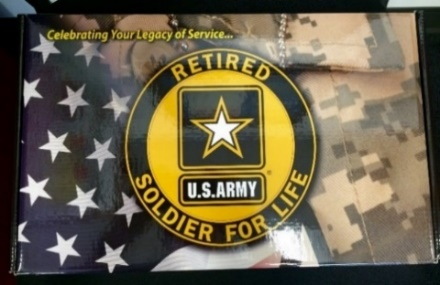 Celebrating Your Legacy of Service...
RETIRED
U.S. ARMY
SOLDIER FOR LIFE